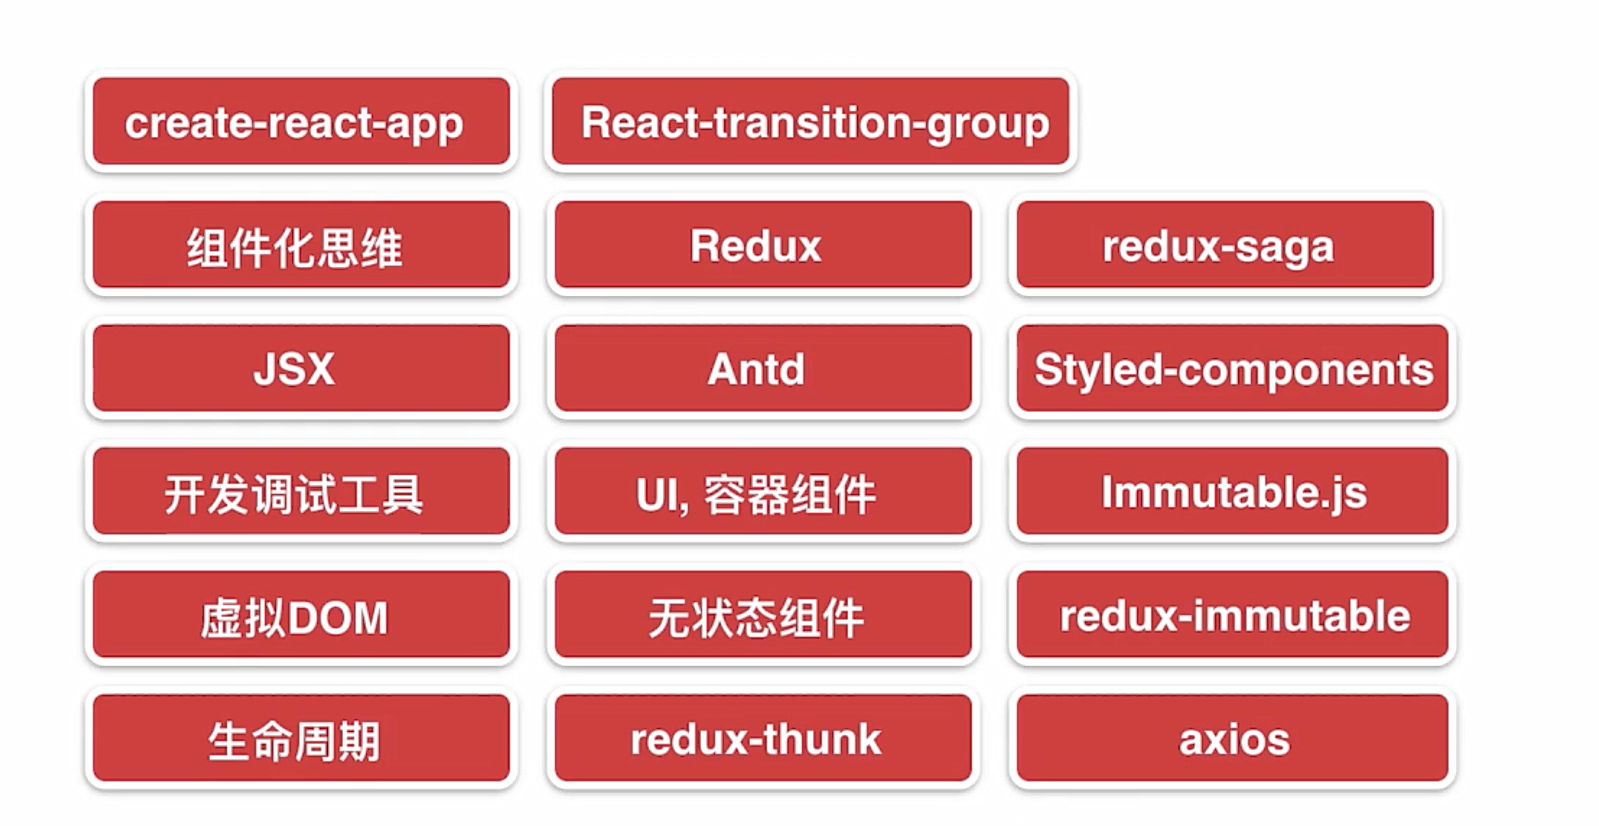 create-react-app
React-transition-group
组件化思维
Redux
redux-saga
JSX
Antd
Styled-components
开发调试工具
UI, 容器组件
Immutable.js
虚拟DOM
无状态组件
redux-immutable
生命周期
redux-thunk
axios